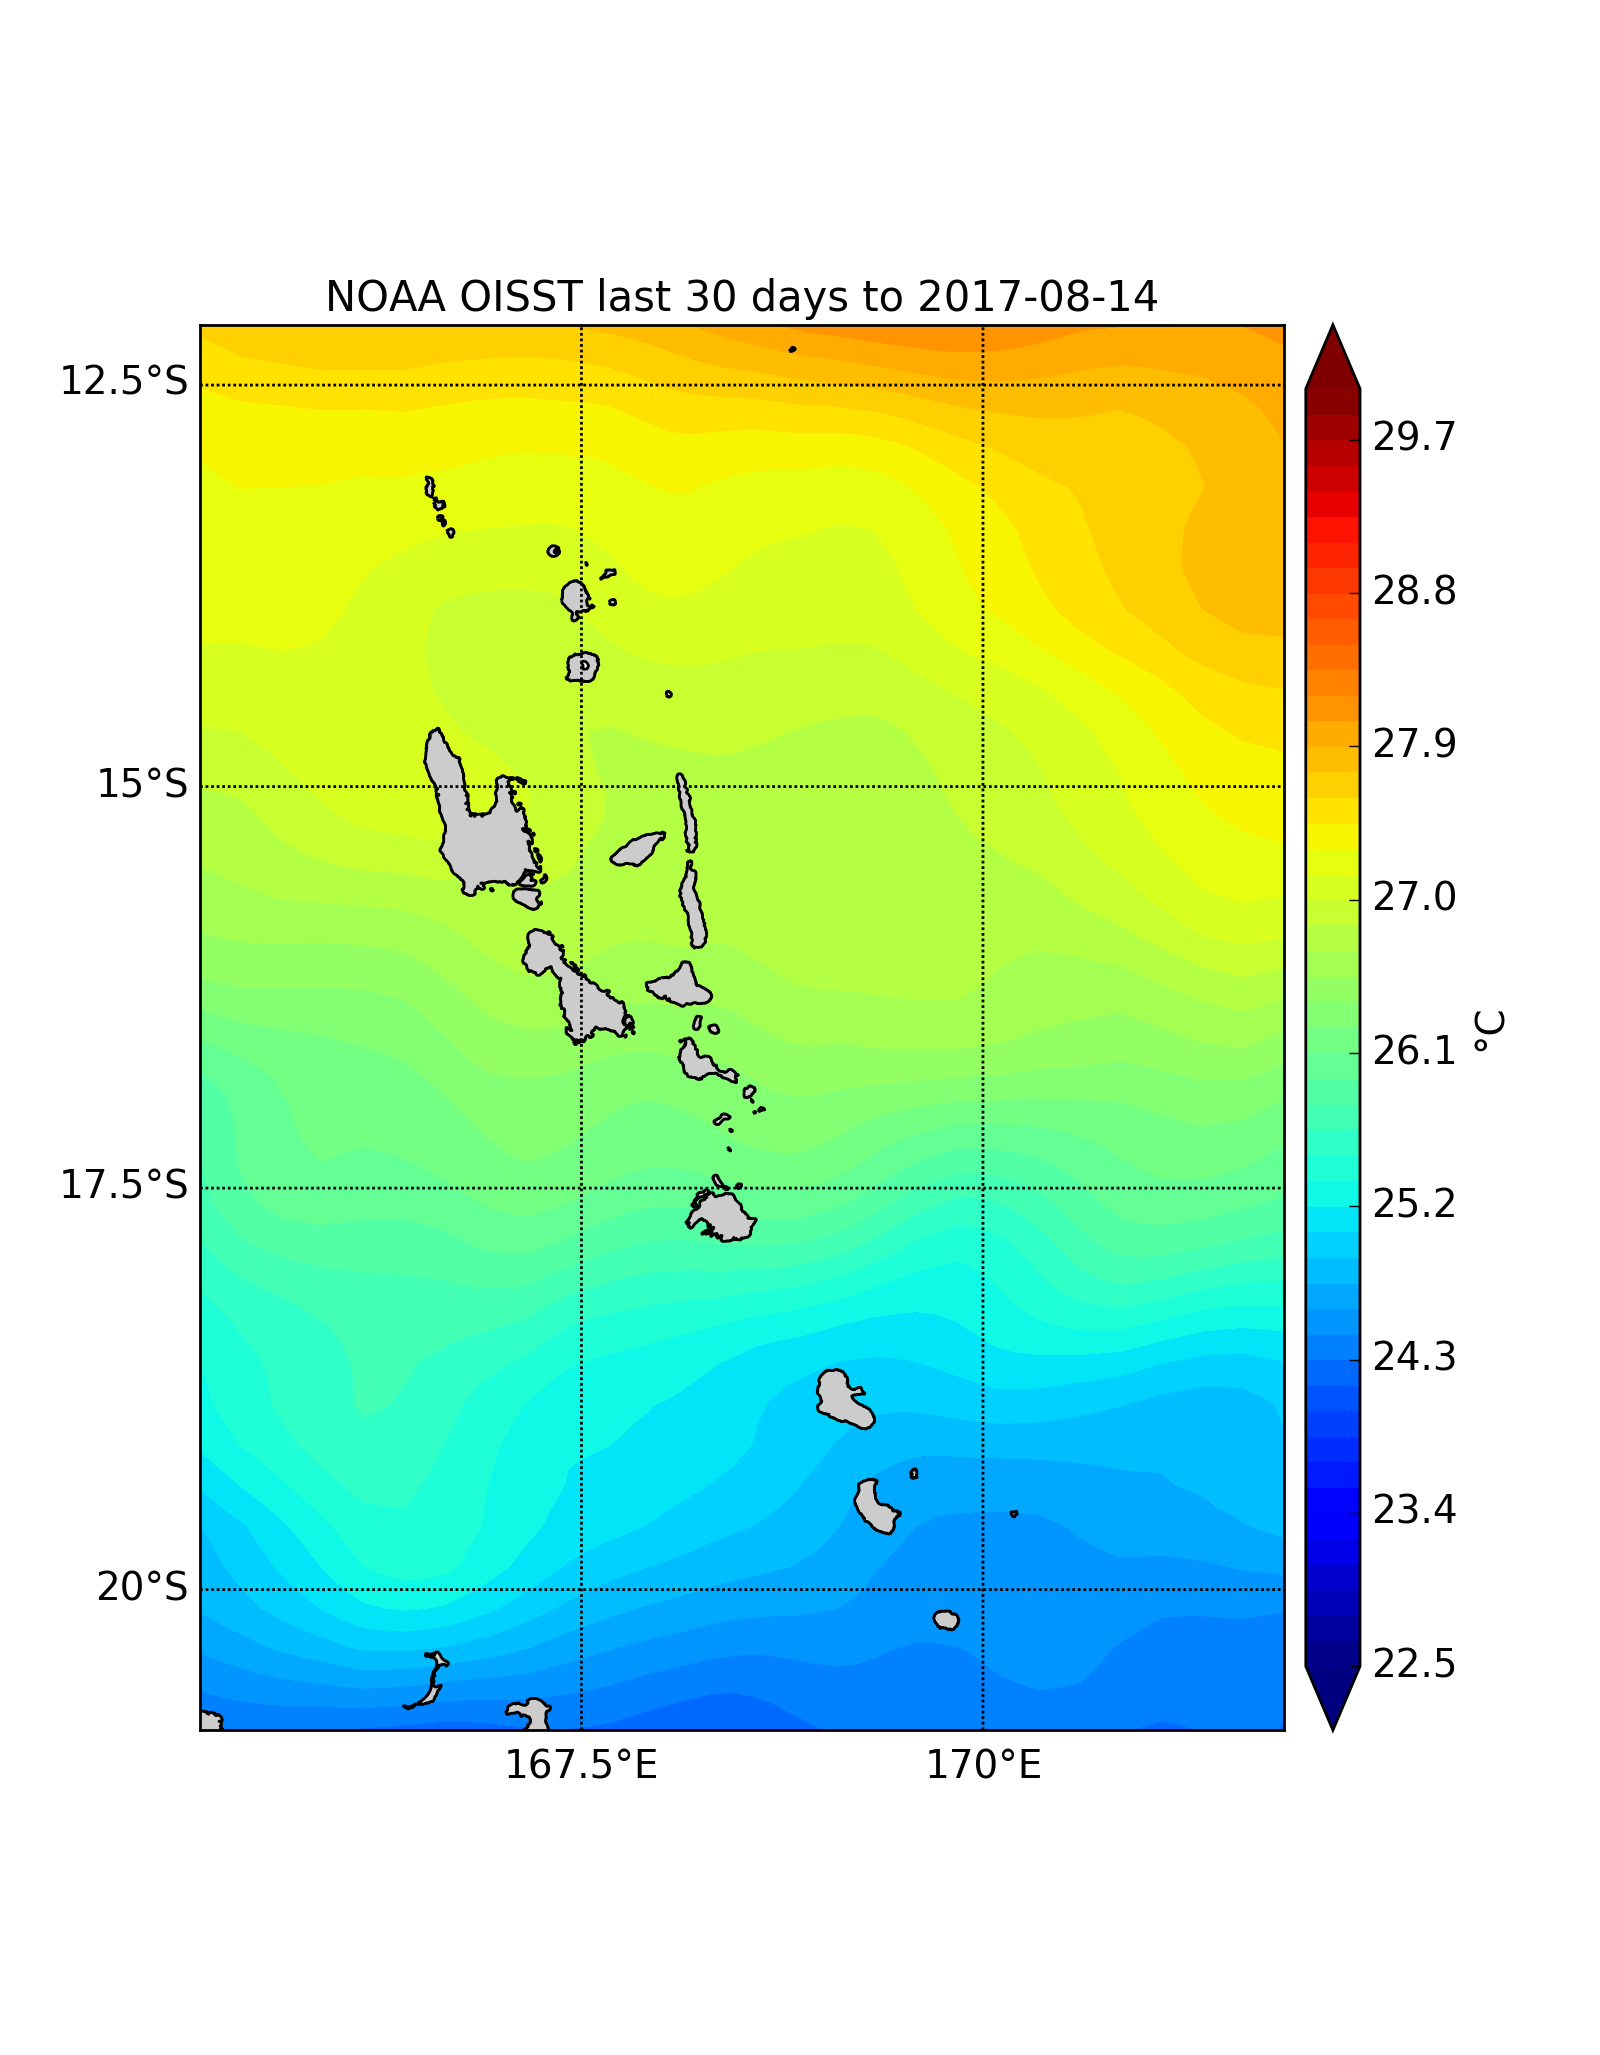 NOAA OISST last 30 days to 2017-08-14
12.5°S
15°S
17.5°S
20°S
167.5°E
170°E
29.7
28.8
27.9
27.0
26.1
25.2
24.3
23.4
22.5
°C